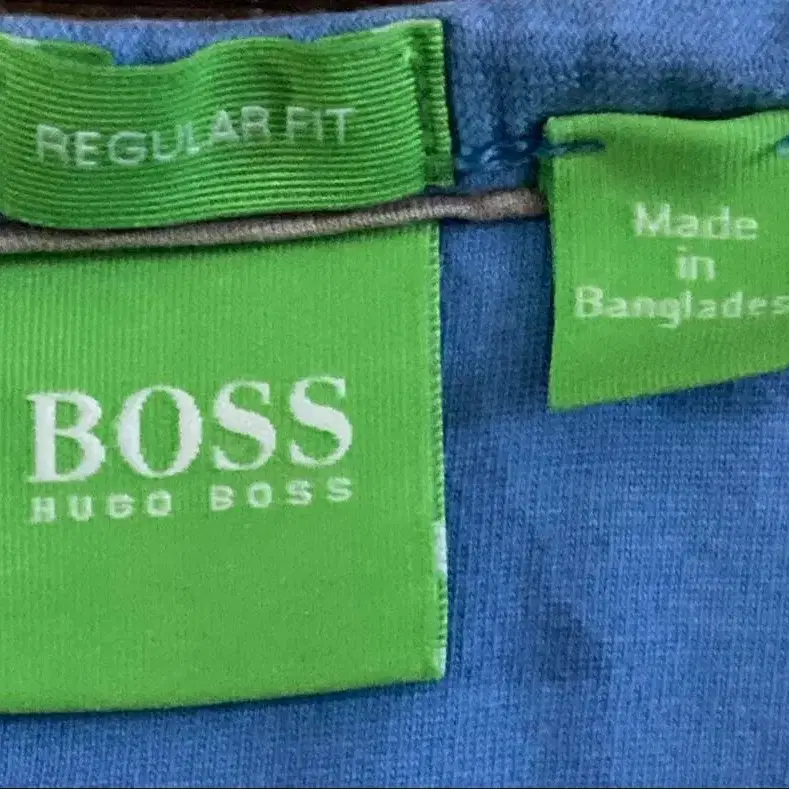 REGULAR FIT
Made
in
Banglades
BOSS
HUGO BOSS